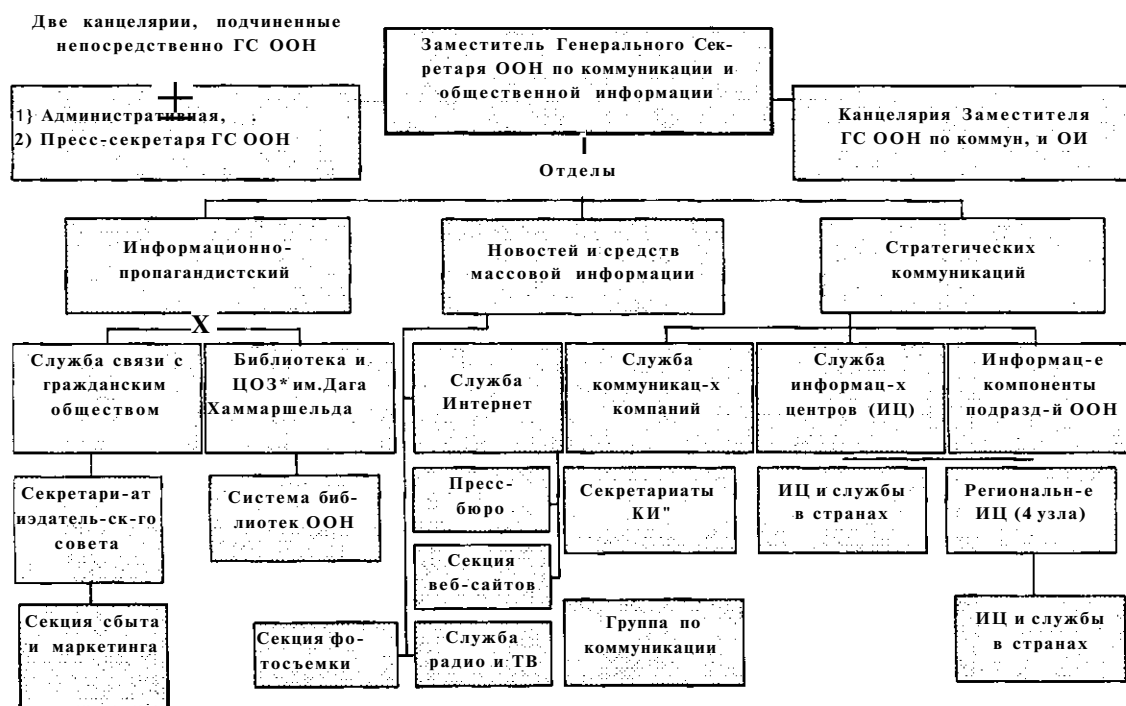 Две канцелярии, подчиненные
непосредственно ГС ООН
Заместитель Генерального Сек-
ретаря ООН по коммуникации и
общественной информации
1} Административная, .
2) Пресс-секретаря ГС ООН
Канцелярия Заместителя
ГС ООН по коммун, и ОИ
Отделы
Информационно-
пропагандистский
Новостей и средств
массовой информации
Стратегических
коммуникаций
X
Служба связи с
гражданским
обществом
Библиотека и
ЦОЗ* им.Дага
Хаммаршельда
Служба
Интернет
Служба
коммуникац-х
компаний
Служба
информац-х
центров (ИЦ)
Информац-е
компоненты
подразд-й ООН
Секретари-ат
иэдатель-ск-го
совета
Система биб-
лиотек ООН
Пресс-
бюро
Секретариаты
КИ"
ИЦ и службы
в странах
Региональн-е
ИЦ (4 узла)
Секция
веб-сайтов
Секция сбыта
и маркетинга
Секция фо-
тосъемки
Служба
радио и ТВ
Группа по
коммуникации
ИЦ и службы
в странах